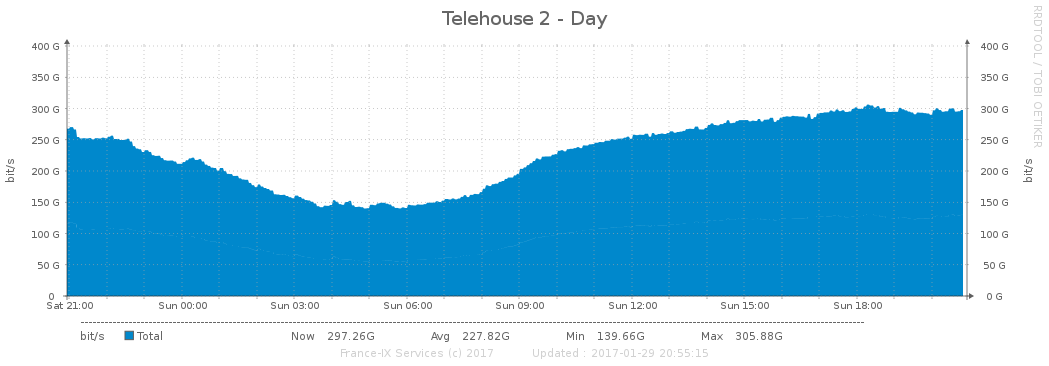 Telehouse 2 - Day
RRDTOOL / TOBI OETIKER
400 G 400 G
350 G 350 G
300 G 300 G
250 G 250 G
200 G 200 G
150 G 150 G
100 G 100 G
50 G 50 G
0 0 G
bit/s
bit/s
Sat 21:00 Sun 00:00 Sun 03:00 Sun 06:00 Sun 09:00 Sun 12:00 Sun 15:00 Sun 18:00
bit/s Total Now 297.26G Avg 227.82G Min 139.66G Max 305.88G
France-IX Services (c) 2017 Updated : 2017-01-29 20:55:15